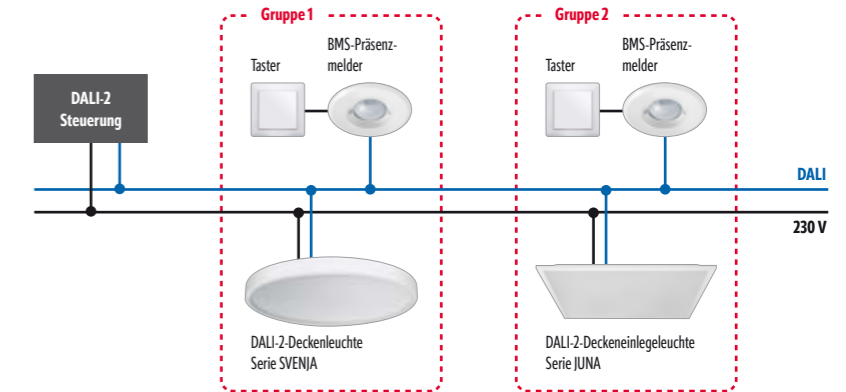 Gruppe 1
Gruppe 2
BMS-Präsenz-
melder
Taster
BMS-Präsenz-
melder
Taster
DALI-2
Steuerung
DALI
230 V
DALI-2-Deckenleuchte
Serie SVENJA
DALI-2-Deckeneinlegeleuchte
Serie JUNA